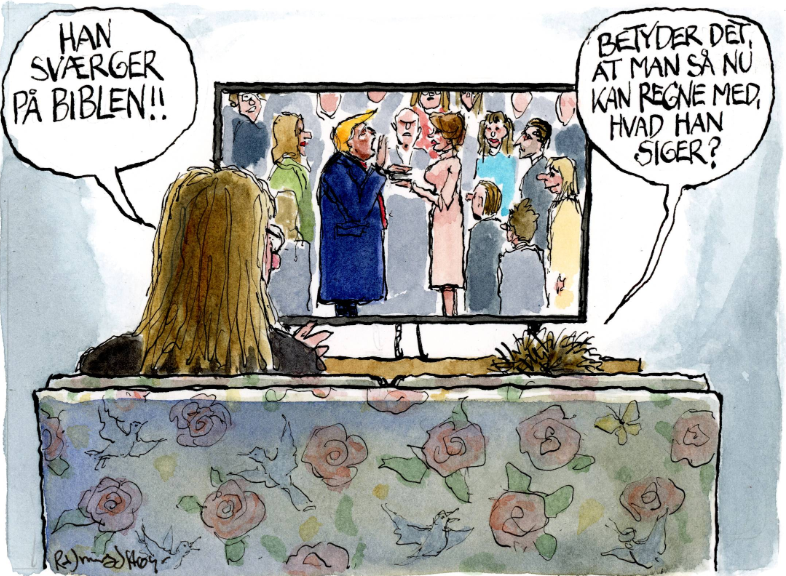 HAN
SVÆRGER
PÅ BIBLEN!!
BETYDER DET,
AT MAN SÅ NU
KAN REGNE MED,
HVAD HAN
SIGER?